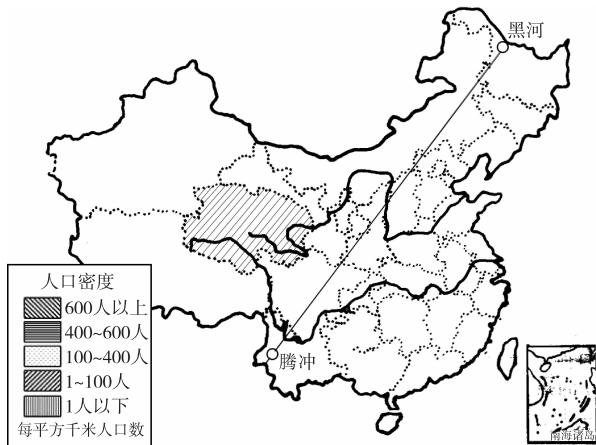 黑河
腾冲
人口密度
600人以上
400~600人
100~400人
1~100人
1人以下
每平方千米人口数
南海诸岛